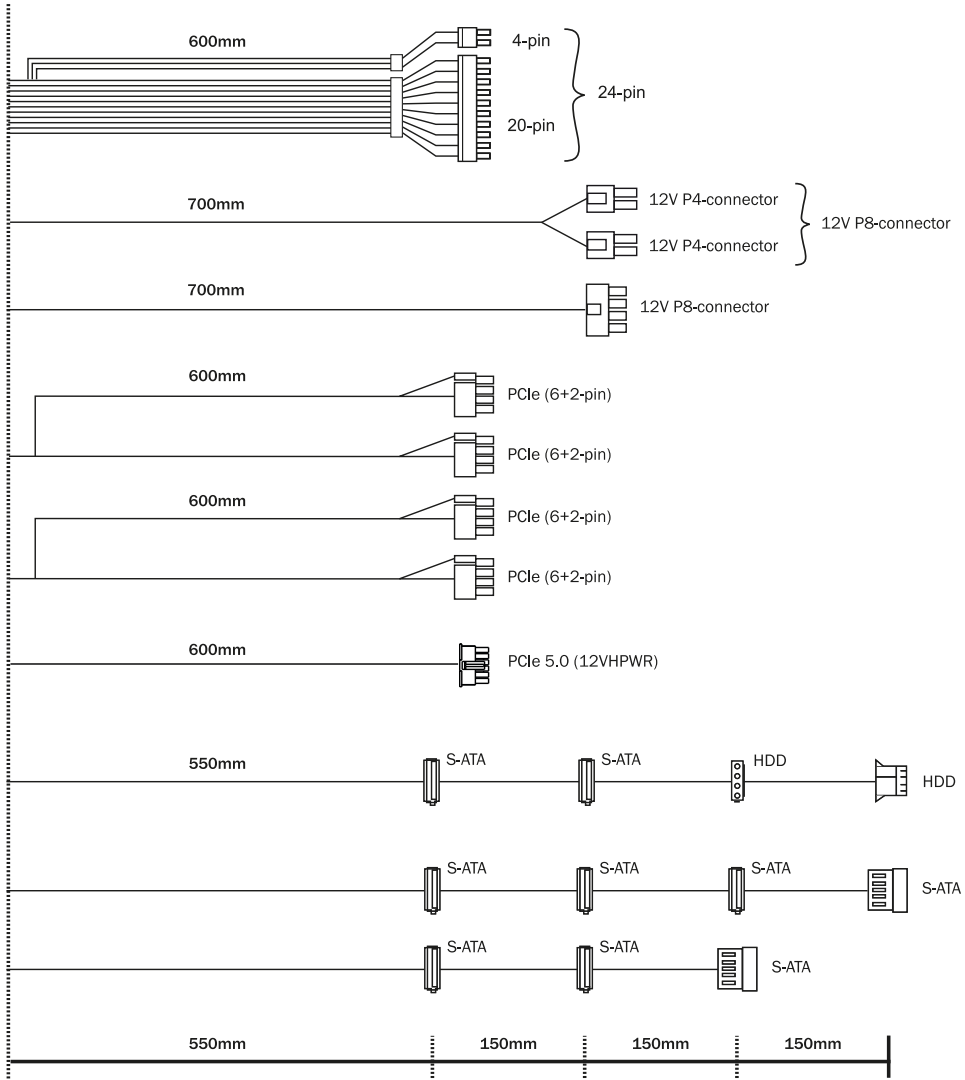 600mm
4-pin
24-pin
20-pin
700mm
12V P4-connector
12V P8-connector
12V P4-connector
700mm
12V P8-connector
600mm
PCIe (6+2-pin)
PCIe (6+2-pin)
600mm
PCIe (6+2-pin)
PCIe (6+2-pin)
600mm
PCIe 5.0 (12VHPWR)
550mm
S-ATA
S-ATA
HDD
HDD
S-ATA
S-ATA
S-ATA
S-ATA
S-ATA
S-ATA
S-ATA
550mm
150mm
150mm
150mm